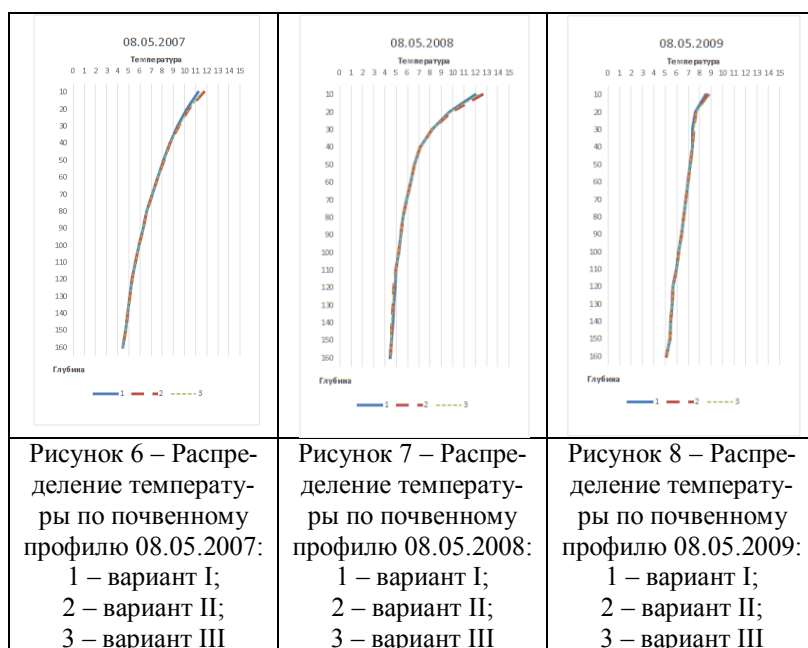 08.05.2007
Температура
0 1 2 3 4 5 6 7 8 9 10 11 12 13 14 15
10
20
30
40
50
60
70
80
90
100
110
120
130
140
150
160
Глубина
1 2 3
08.05.2008
Температура
0 1 2 3 4 5 6 7 8 9 10 11 12 13 14 15
10
20
30
40
50
60
70
80
90
100
110
120
130
140
150
160
Глубина
1 2 3
08.05.2009
Температура
0 1 2 3 4 5 6 7 8 9 10 11 12 13 14 15
10
20
30
40
50
60
70
80
90
100
110
120
130
140
150
160
Глубина
1 2 3
Рисунок 6 – Распре-
деление температу-
ры по почвенному
профилю 08.05.2007:
1 – вариант I;
2 – вариант II;
3 – вариант III
Рисунок 7 – Распре-
деление температу-
ры по почвенному
профилю 08.05.2008:
1 – вариант I;
2 – вариант II;
3 – вариант III
Рисунок 8 – Распре-
деление температу-
ры по почвенному
профилю 08.05.2009:
1 – вариант I;
2 – вариант II;
3 – вариант III